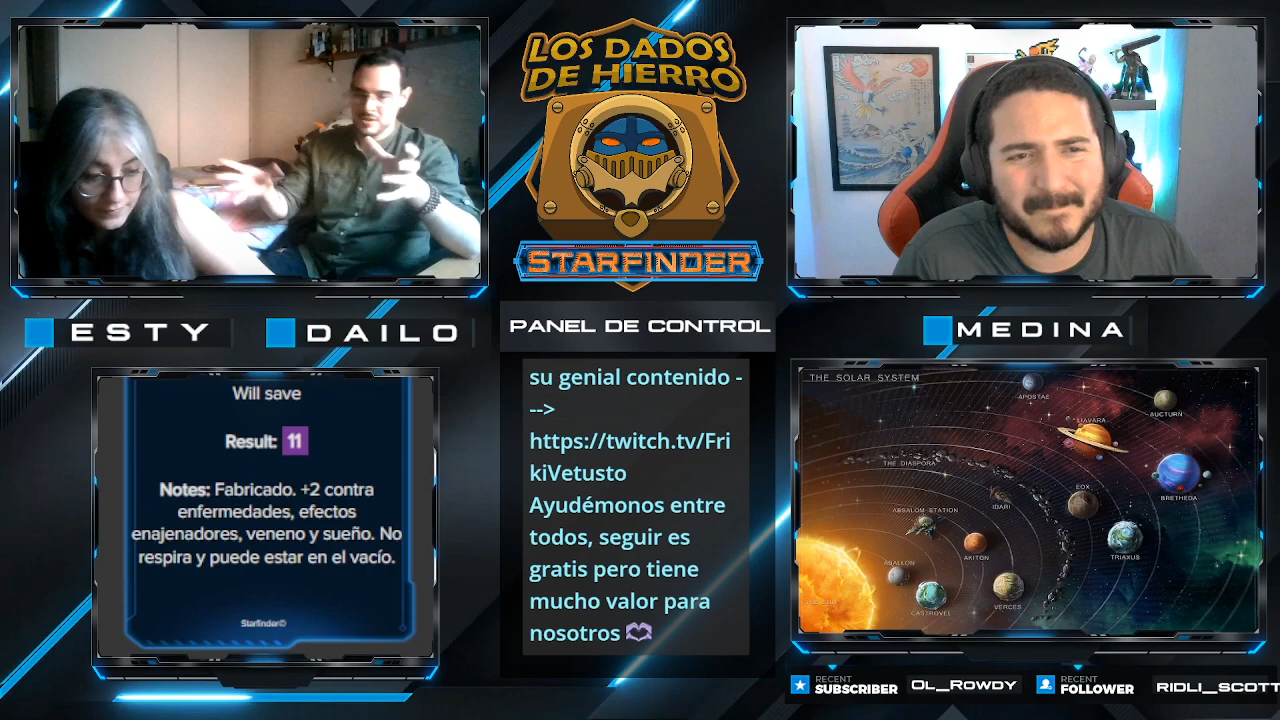 LOS DADOS
DE HIERRO
STARFINDER
ESTY
DAILO
PANEL DE CONTROL
MEDINA
Will save
Result: 11
Notes: Fabricado. +2 contra
enfermedades, efectos
enajenadores, veneno y sueño. No
respira y puede estar en el vacío.
Starfinder©
su genial contenido -
-->
https://twitch.tv/Fri
kiVetusto
Ayudémonos entre
todos, seguir es
gratis pero tiene
mucho valor para
nosotros
THE SOLAR SYSTEM
APOSTAE
AUCTURN
LIAVARA
THE DIASPORA
BRETHEDA
EOX
IDARI
ABSALOM STATION
TRIAXUS
AKITON
ABALLON
VERCES
CASTROVEL
THE SUN
RECENT
SUBSCRIBER
OL_ROWDY
RECENT
FOLLOWER
RIDLI_SCOTT